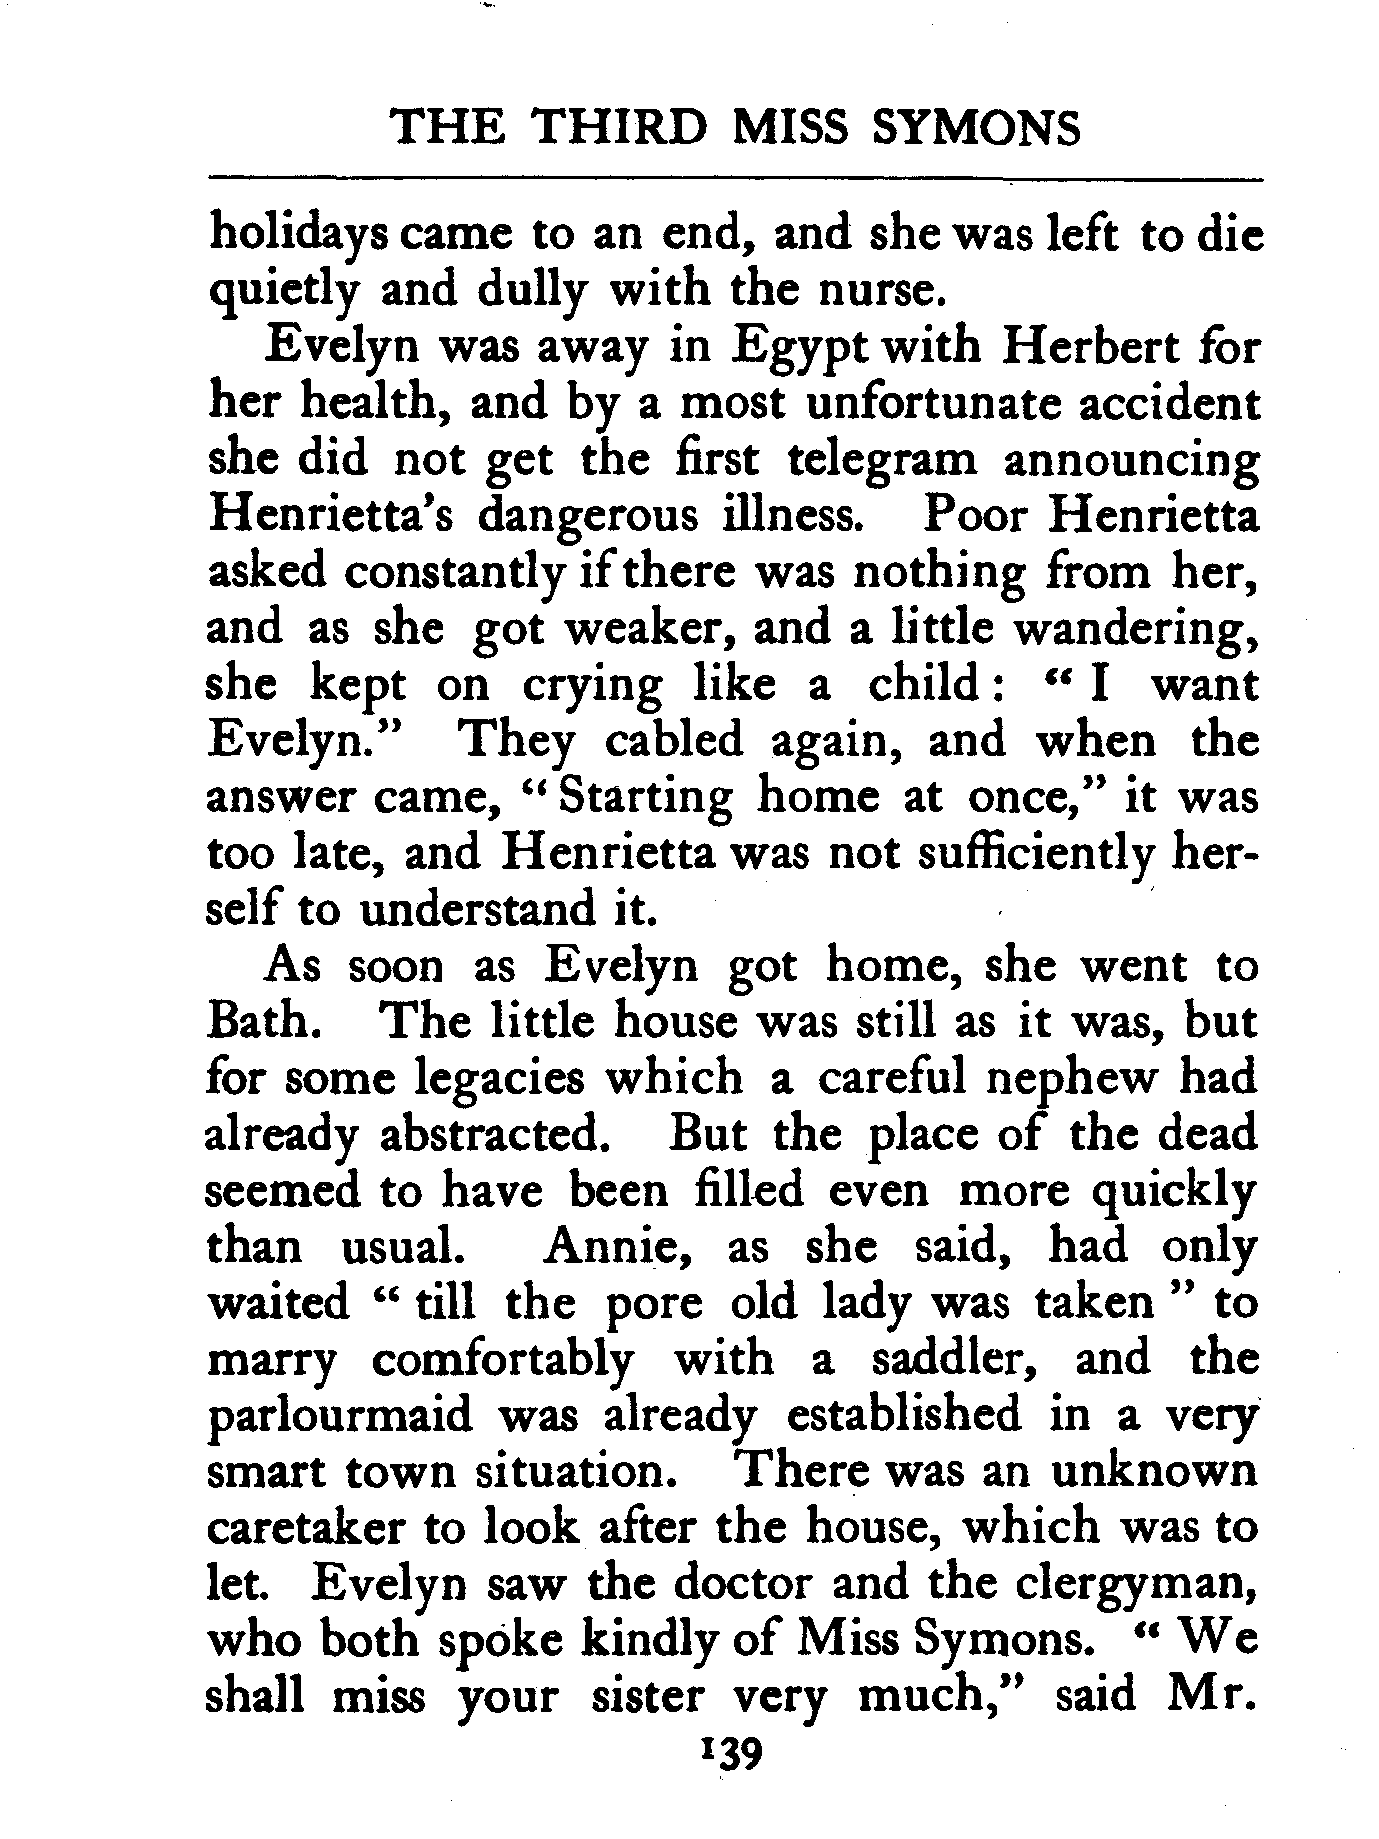 THE THIRD MISS SYMONS
holidays came to an end, and she was left to die
quietly and dully with the nurse.
Evelyn was away in Egypt with Herbert for
her health, and by a most unfortunate accident
she did not get the first telegram announcing
Henrietta's dangerous illness. Poor Henrietta
asked constantly if there was nothing from her,
and as she got weaker, and a little wandering,
she kept on crying like a child : “ I want
Evelyn.” They cabled again, and when the
answer came, “ Starting home at once,” it was
too late, and Henrietta was not sufficiently her-
self to understand it.
As soon as Evelyn got home, she went to
Bath. The little house was still as it was, but
for some legacies which a careful nephew had
already abstracted. But the place of the dead
seemed to have been filled even more quickly
than usual. Annie, as she said, had only
waited “ till the pore old lady was taken ” to
marry comfortably with a saddler, and the
parlourmaid was already established in a very
smart town situation. There was an unknown
caretaker to look after the house, which was to
let. Evelyn saw the doctor and the clergyman,
who both spoke kindly of Miss Symons. “ We
shall miss your sister very much,” said Mr.
139